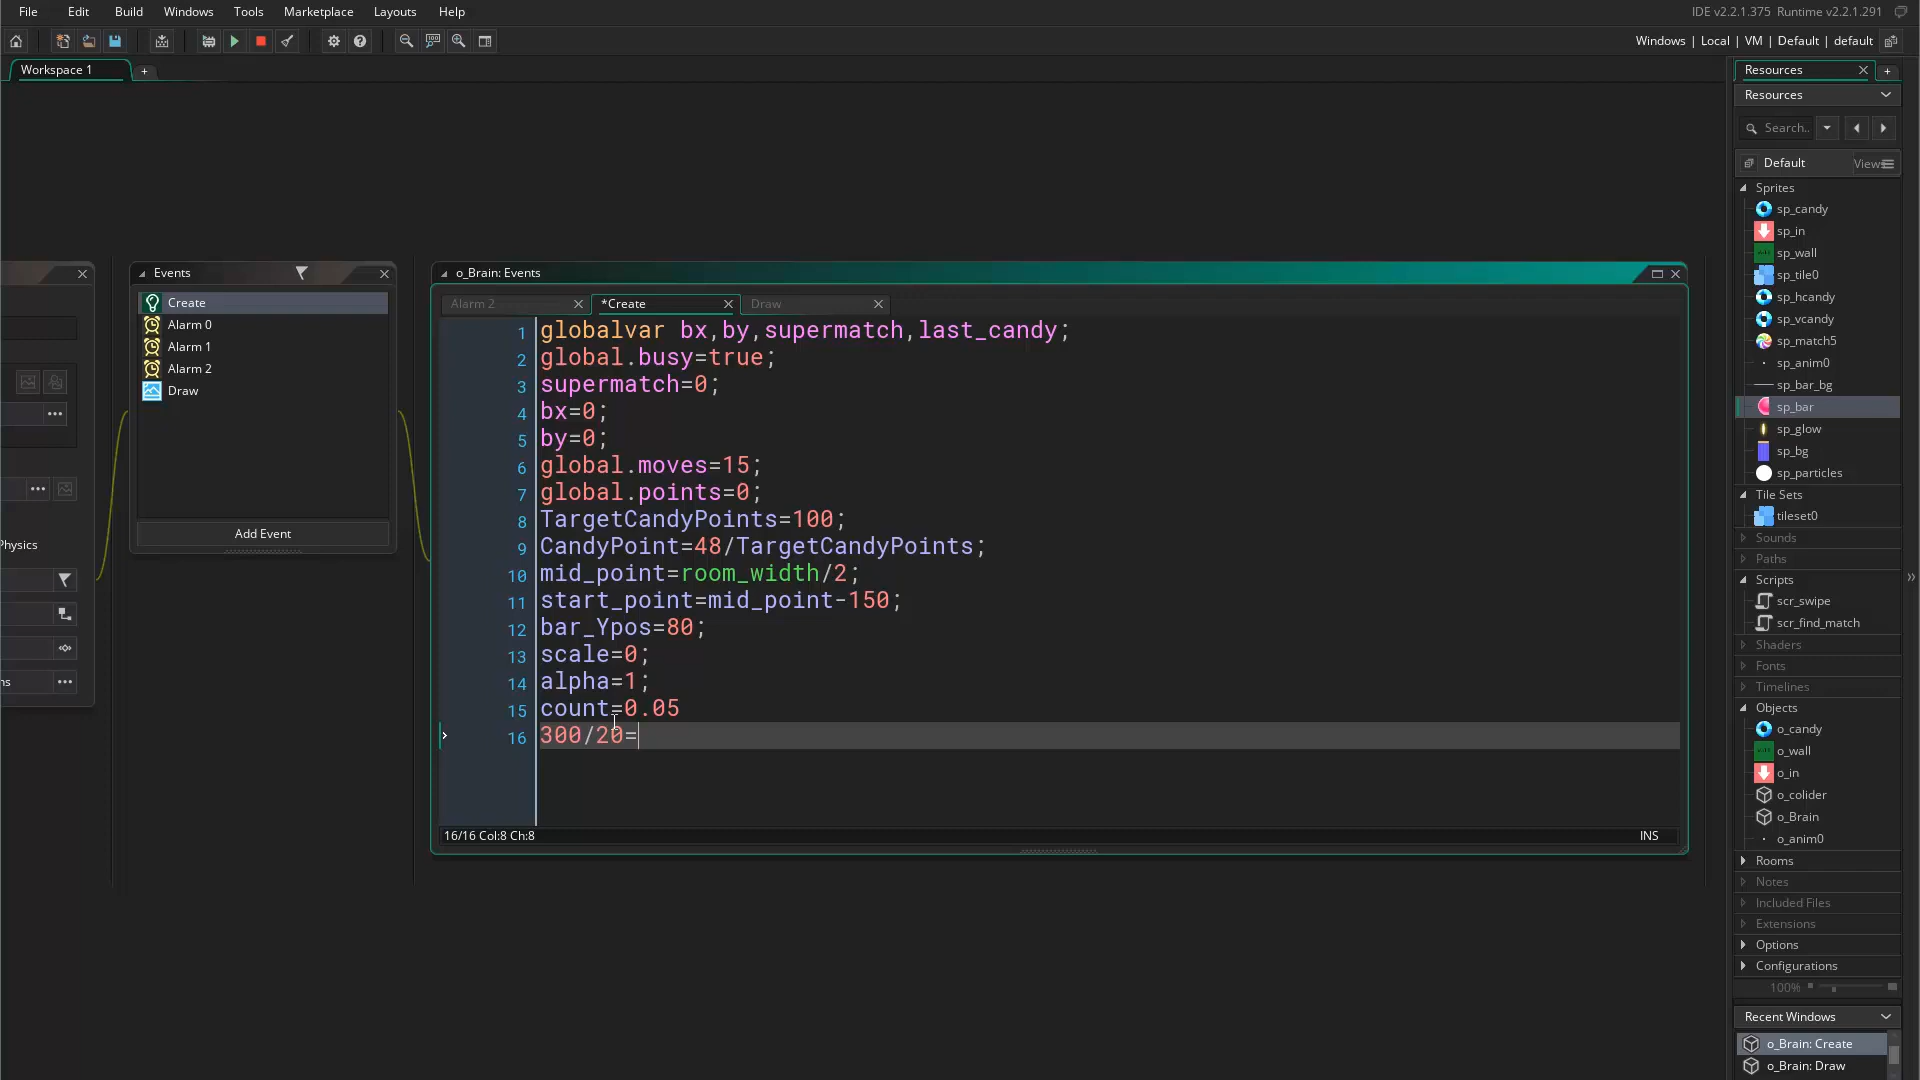 File Edit Build Windows Tools Marketplace Layouts Help
IDE v2.2.1.375 Runtime v2.2.1.291
Windows | Local | VM | Default | default
Workspace 1 +
Resources +
Resources
Search..
Default View
Sprites
sp_candy
sp_in
sp_wall
sp_tile0
sp_hcandy
sp_vcandy
sp_match5
sp_anim0
sp_bar_bg
sp_bar
sp_glow
sp_bg
sp_particles
Tile Sets
tileset0
Sounds
Paths
Scripts
scr_swipe
scr_find_match
Shaders
Fonts
Timelines
Objects
o_candy
o_wall
o_in
o_colider
o_Brain
o_anim0
Rooms
Notes
Included Files
Extensions
Options
Configurations
100%
Recent Windows
o_Brain: Create
o_Brain: Draw
Physics
ns
Events
Create
Alarm 0
Alarm 1
Alarm 2
Draw
Add Event
o_Brain: Events
Alarm 2 *Create Draw
1 globalvar bx,by,supermatch,last_candy;
2 global.busy=true;
3 supermatch=0;
4 bx=0;
5 by=0;
6 global.moves=15;
7 global.points=0;
8 TargetCandyPoints=100;
9 CandyPoint=48/TargetCandyPoints;
10 mid_point=room_width/2;
11 start_point=mid_point-150;
12 bar_Ypos=80;
13 scale=0;
14 alpha=1;
15 count=0.05
16 300/20=
16/16 Col:8 Ch:8 INS